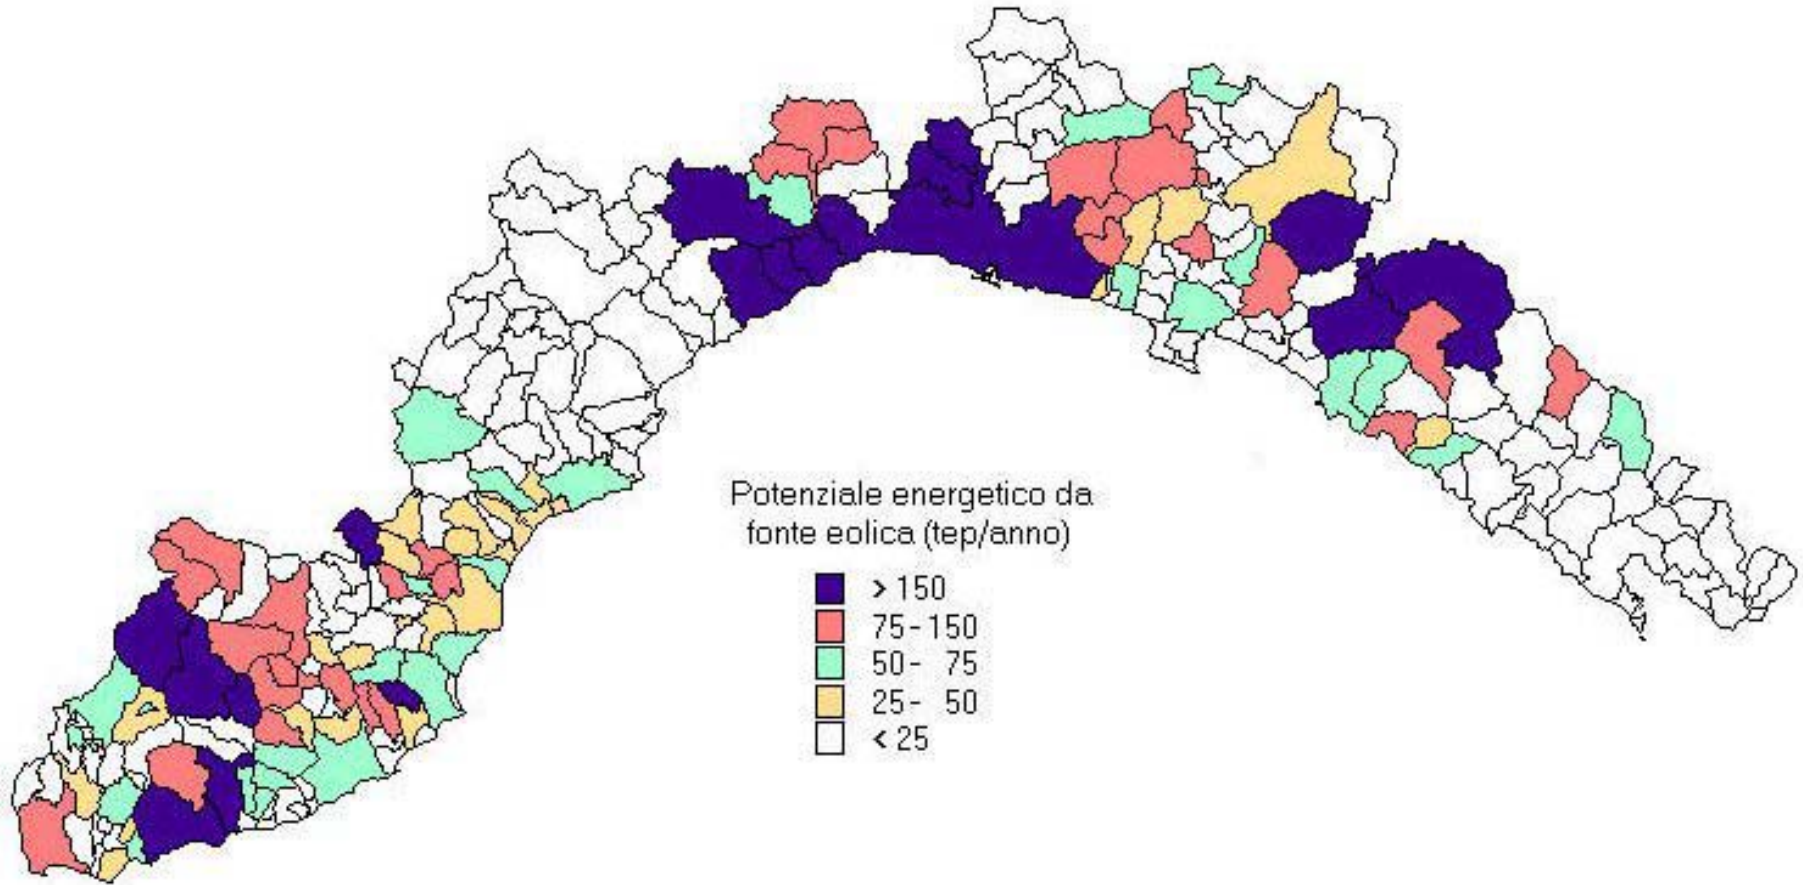 Potenziale energetico da
fonte eolica (tep/anno)
> 150
75- 150
50- 75
25- 50
< 25